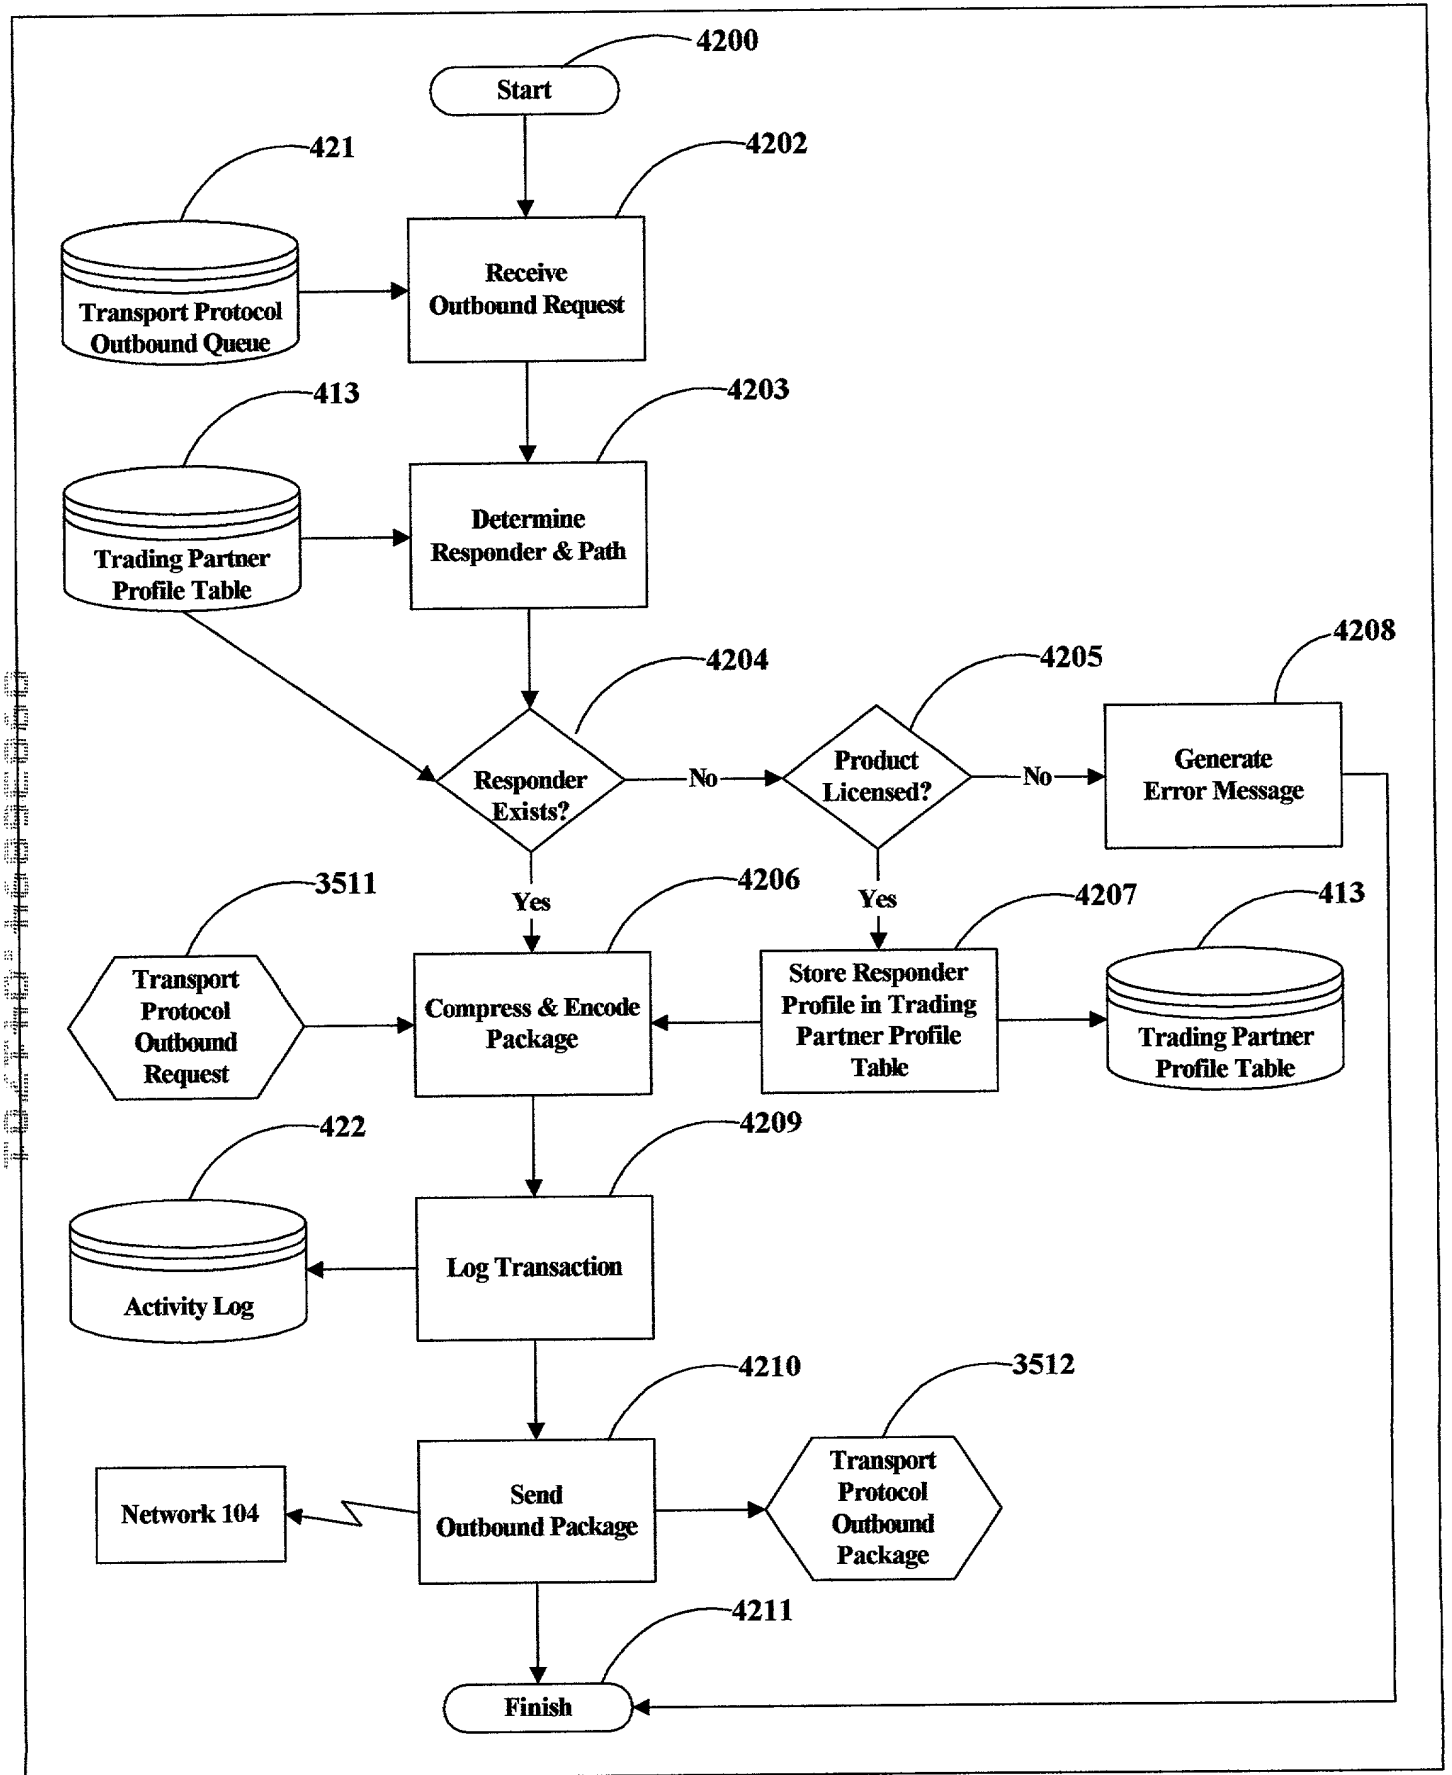 4200
Start
421
4202
Transport Protocol
Outbound Queue
Receive
Outbound Request
413
4203
Trading Partner
Profile Table
Determine
Responder & Path
4204
4205
4208
Responder
Exists?
No
Product
Licensed?
No
Generate
Error Message
Yes
Yes
3511
4206
4207
413
Transport
Protocol
Outbound
Request
Compress & Encode
Package
Store Responder
Profile in Trading
Partner Profile
Table
Trading Partner
Profile Table
422
4209
Activity Log
Log Transaction
4210
3512
Network 104
Send
Outbound Package
Transport
Protocol
Outbound
Package
4211
Finish